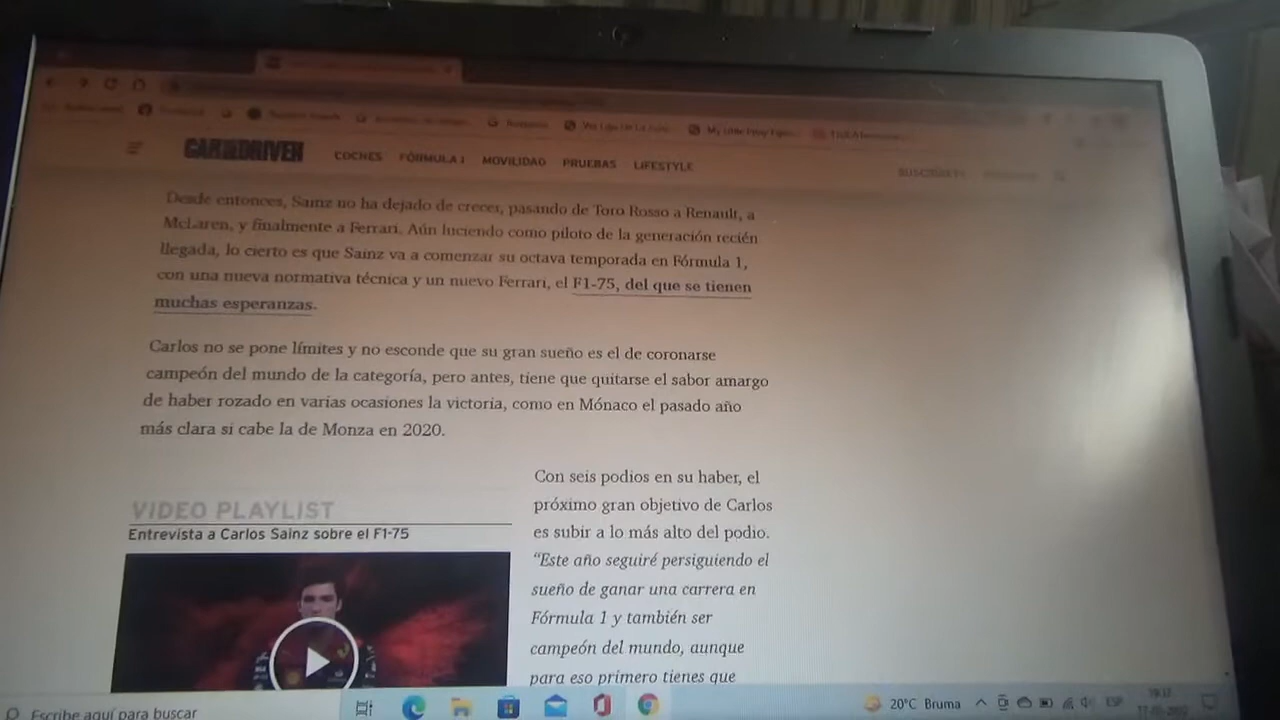 CAR DRIVER
COCHES FÓRMULA 1 MOVILIDAD PRUEBAS LIFESTYLE
SUSCRÍBETE
Desde entonces, Sainz no ha dejado de crecer, pasando de Toro Rosso a Renault, a
McLaren, y finalmente a Ferrari. Aún luciendo como piloto de la generación recién
llegada, lo cierto es que Sainz va a comenzar su octava temporada en Fórmula 1,
con una nueva normativa técnica y un nuevo Ferrari, el F1-75, del que se tienen
muchas esperanzas.
Carlos no se pone límites y no esconde que su gran sueño es el de coronarse
campeón del mundo de la categoría, pero antes, tiene que quitarse el sabor amargo
de haber rozado en varias ocasiones la victoria, como en Mónaco el pasado año
más clara si cabe la de Monza en 2020.
VIDEO PLAYLIST
Entrevista a Carlos Sainz sobre el F1-75
Con seis podios en su haber, el
próximo gran objetivo de Carlos
es subir a lo más alto del podio.
“Este año seguiré persiguiendo el
sueño de ganar una carrera en
Fórmula 1 y también ser
campeón del mundo, aunque
para eso primero tienes que
Escribe aquí para buscar
20°C Bruma
ESP